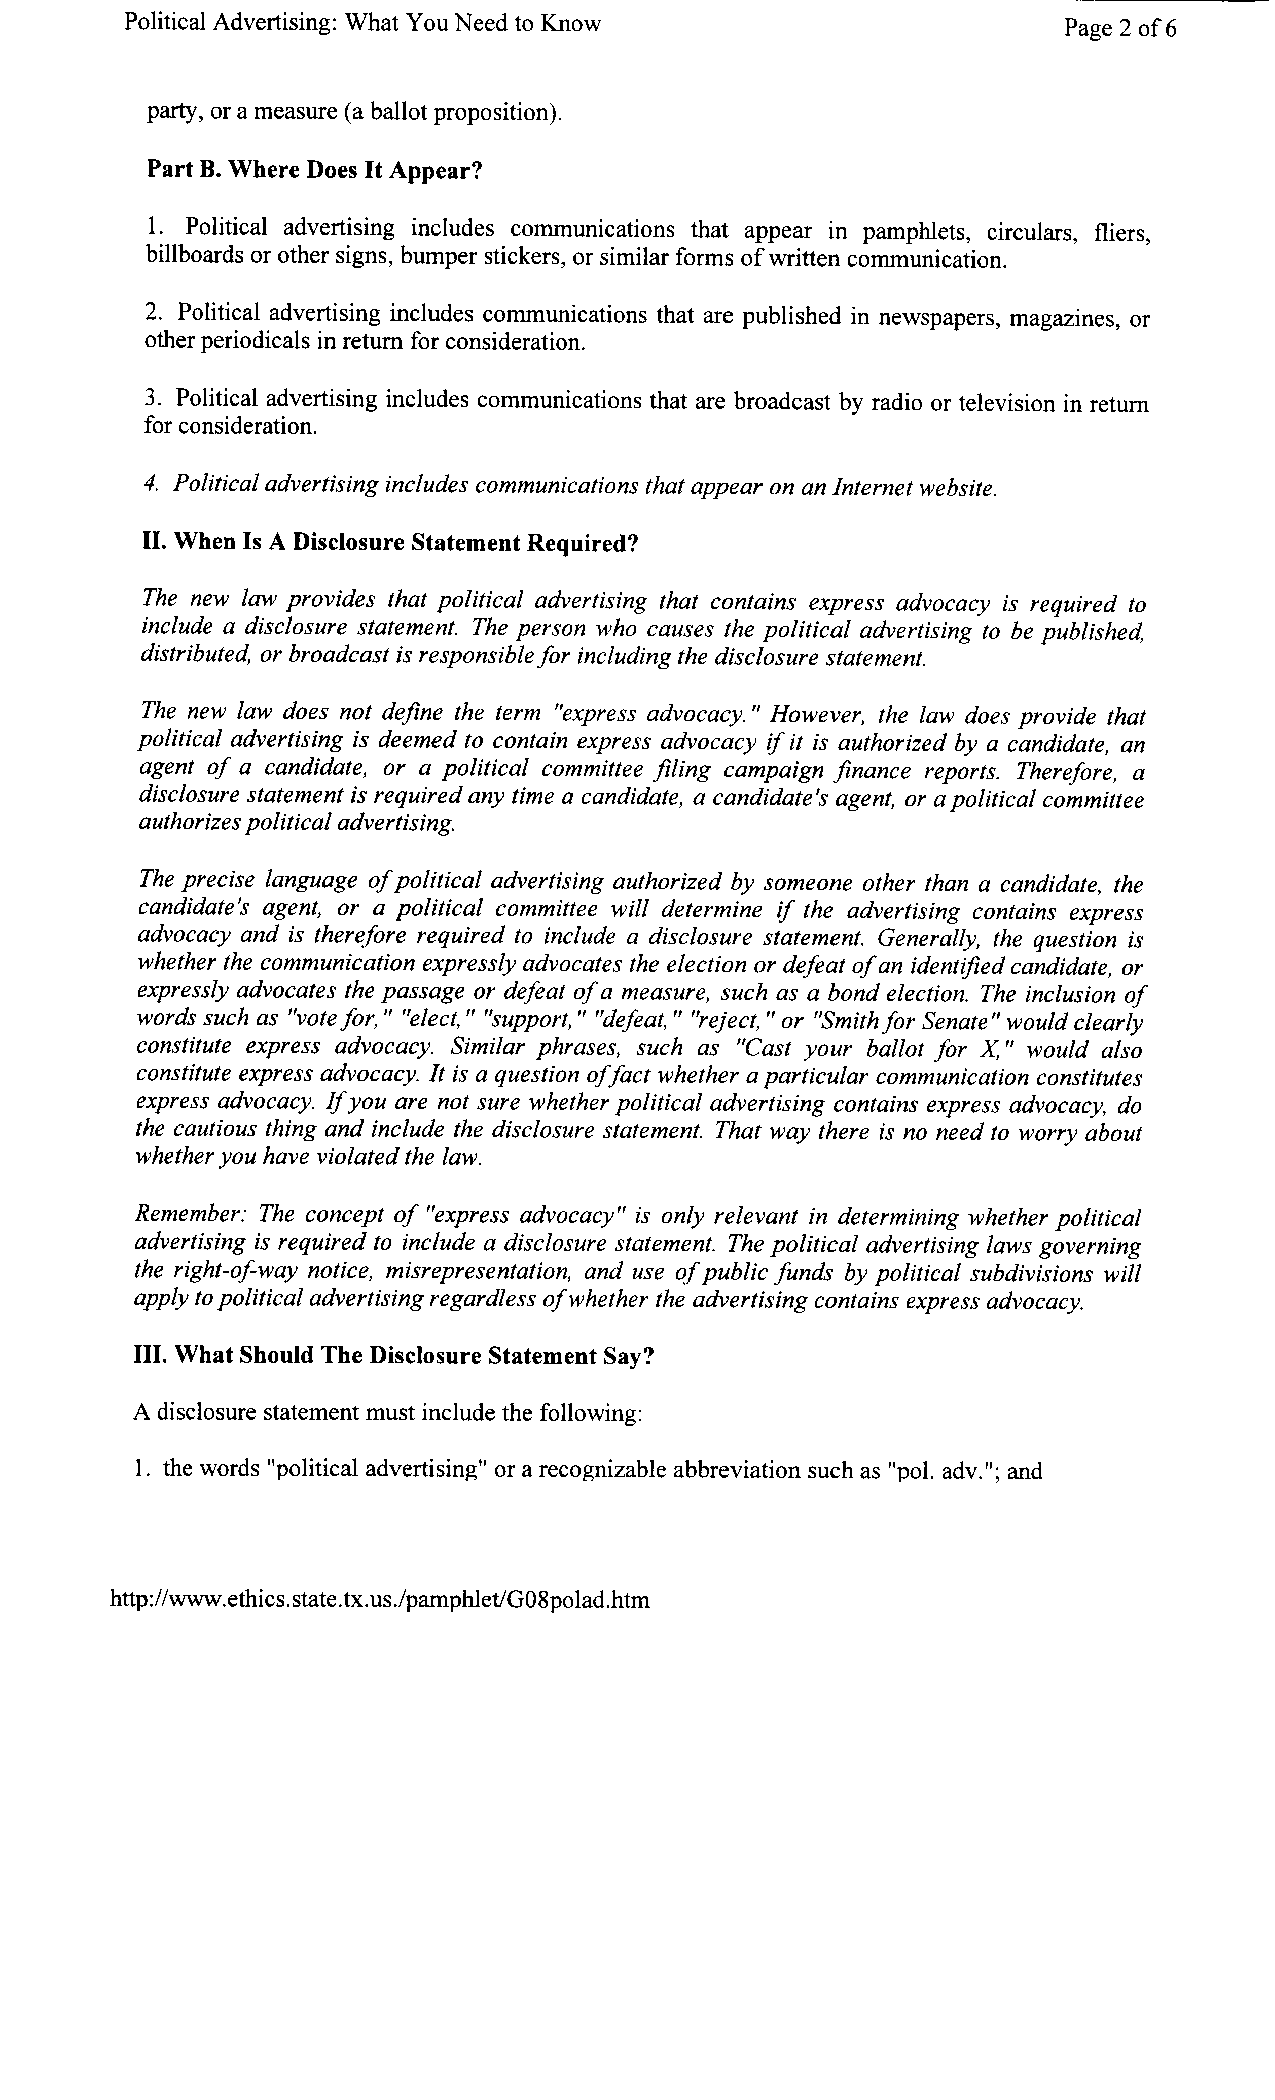 Political Advertising: What You Need to Know
Page 2 of 6
party, or a measure (a ballot proposition).
Part B. Where Does It Appear?
1. Political advertising includes communications that appear in pamphlets, circulars, fliers,
billboards or other signs, bumper stickers, or similar forms of written communication.
2. Political advertising includes communications that are published in newspapers, magazines, or
other periodicals in return for consideration.
3. Political advertising includes communications that are broadcast by radio or television in return
for consideration.
4. Political advertising includes communications that appear on an Internet website.
II. When Is A Disclosure Statement Required?
The new law provides that political advertising that contains express advocacy is required to
include a disclosure statement. The person who causes the political advertising to be published,
distributed, or broadcast is responsible for including the disclosure statement.
The new law does not define the term "express advocacy." However, the law does provide that
political advertising is deemed to contain express advocacy if it is authorized by a candidate, an
agent of a candidate, or a political committee filing campaign finance reports. Therefore, a
disclosure statement is required any time a candidate, a candidate's agent, or a political committee
authorizes political advertising.
The precise language of political advertising authorized by someone other than a candidate, the
candidate's agent, or a political committee will determine if the advertising contains express
advocacy and is therefore required to include a disclosure statement. Generally, the question is
whether the communication expressly advocates the election or defeat of an identified candidate, or
expressly advocates the passage or defeat of a measure, such as a bond election. The inclusion of
words such as "vote for," "elect," "support," "defeat," "reject," or "Smith for Senate" would clearly
constitute express advocacy. Similar phrases, such as "Cast your ballot for X," would also
constitute express advocacy. It is a question of fact whether a particular communication constitutes
express advocacy. If you are not sure whether political advertising contains express advocacy, do
the cautious thing and include the disclosure statement. That way there is no need to worry about
whether you have violated the law.
Remember: The concept of "express advocacy" is only relevant in determining whether political
advertising is required to include a disclosure statement. The political advertising laws governing
the right-of-way notice, misrepresentation, and use of public funds by political subdivisions will
apply to political advertising regardless of whether the advertising contains express advocacy.
III. What Should The Disclosure Statement Say?
A disclosure statement must include the following:
1. the words "political advertising" or a recognizable abbreviation such as "pol. adv."; and
http://www.ethics.state.tx.us./pamphlet/G08polad.htm